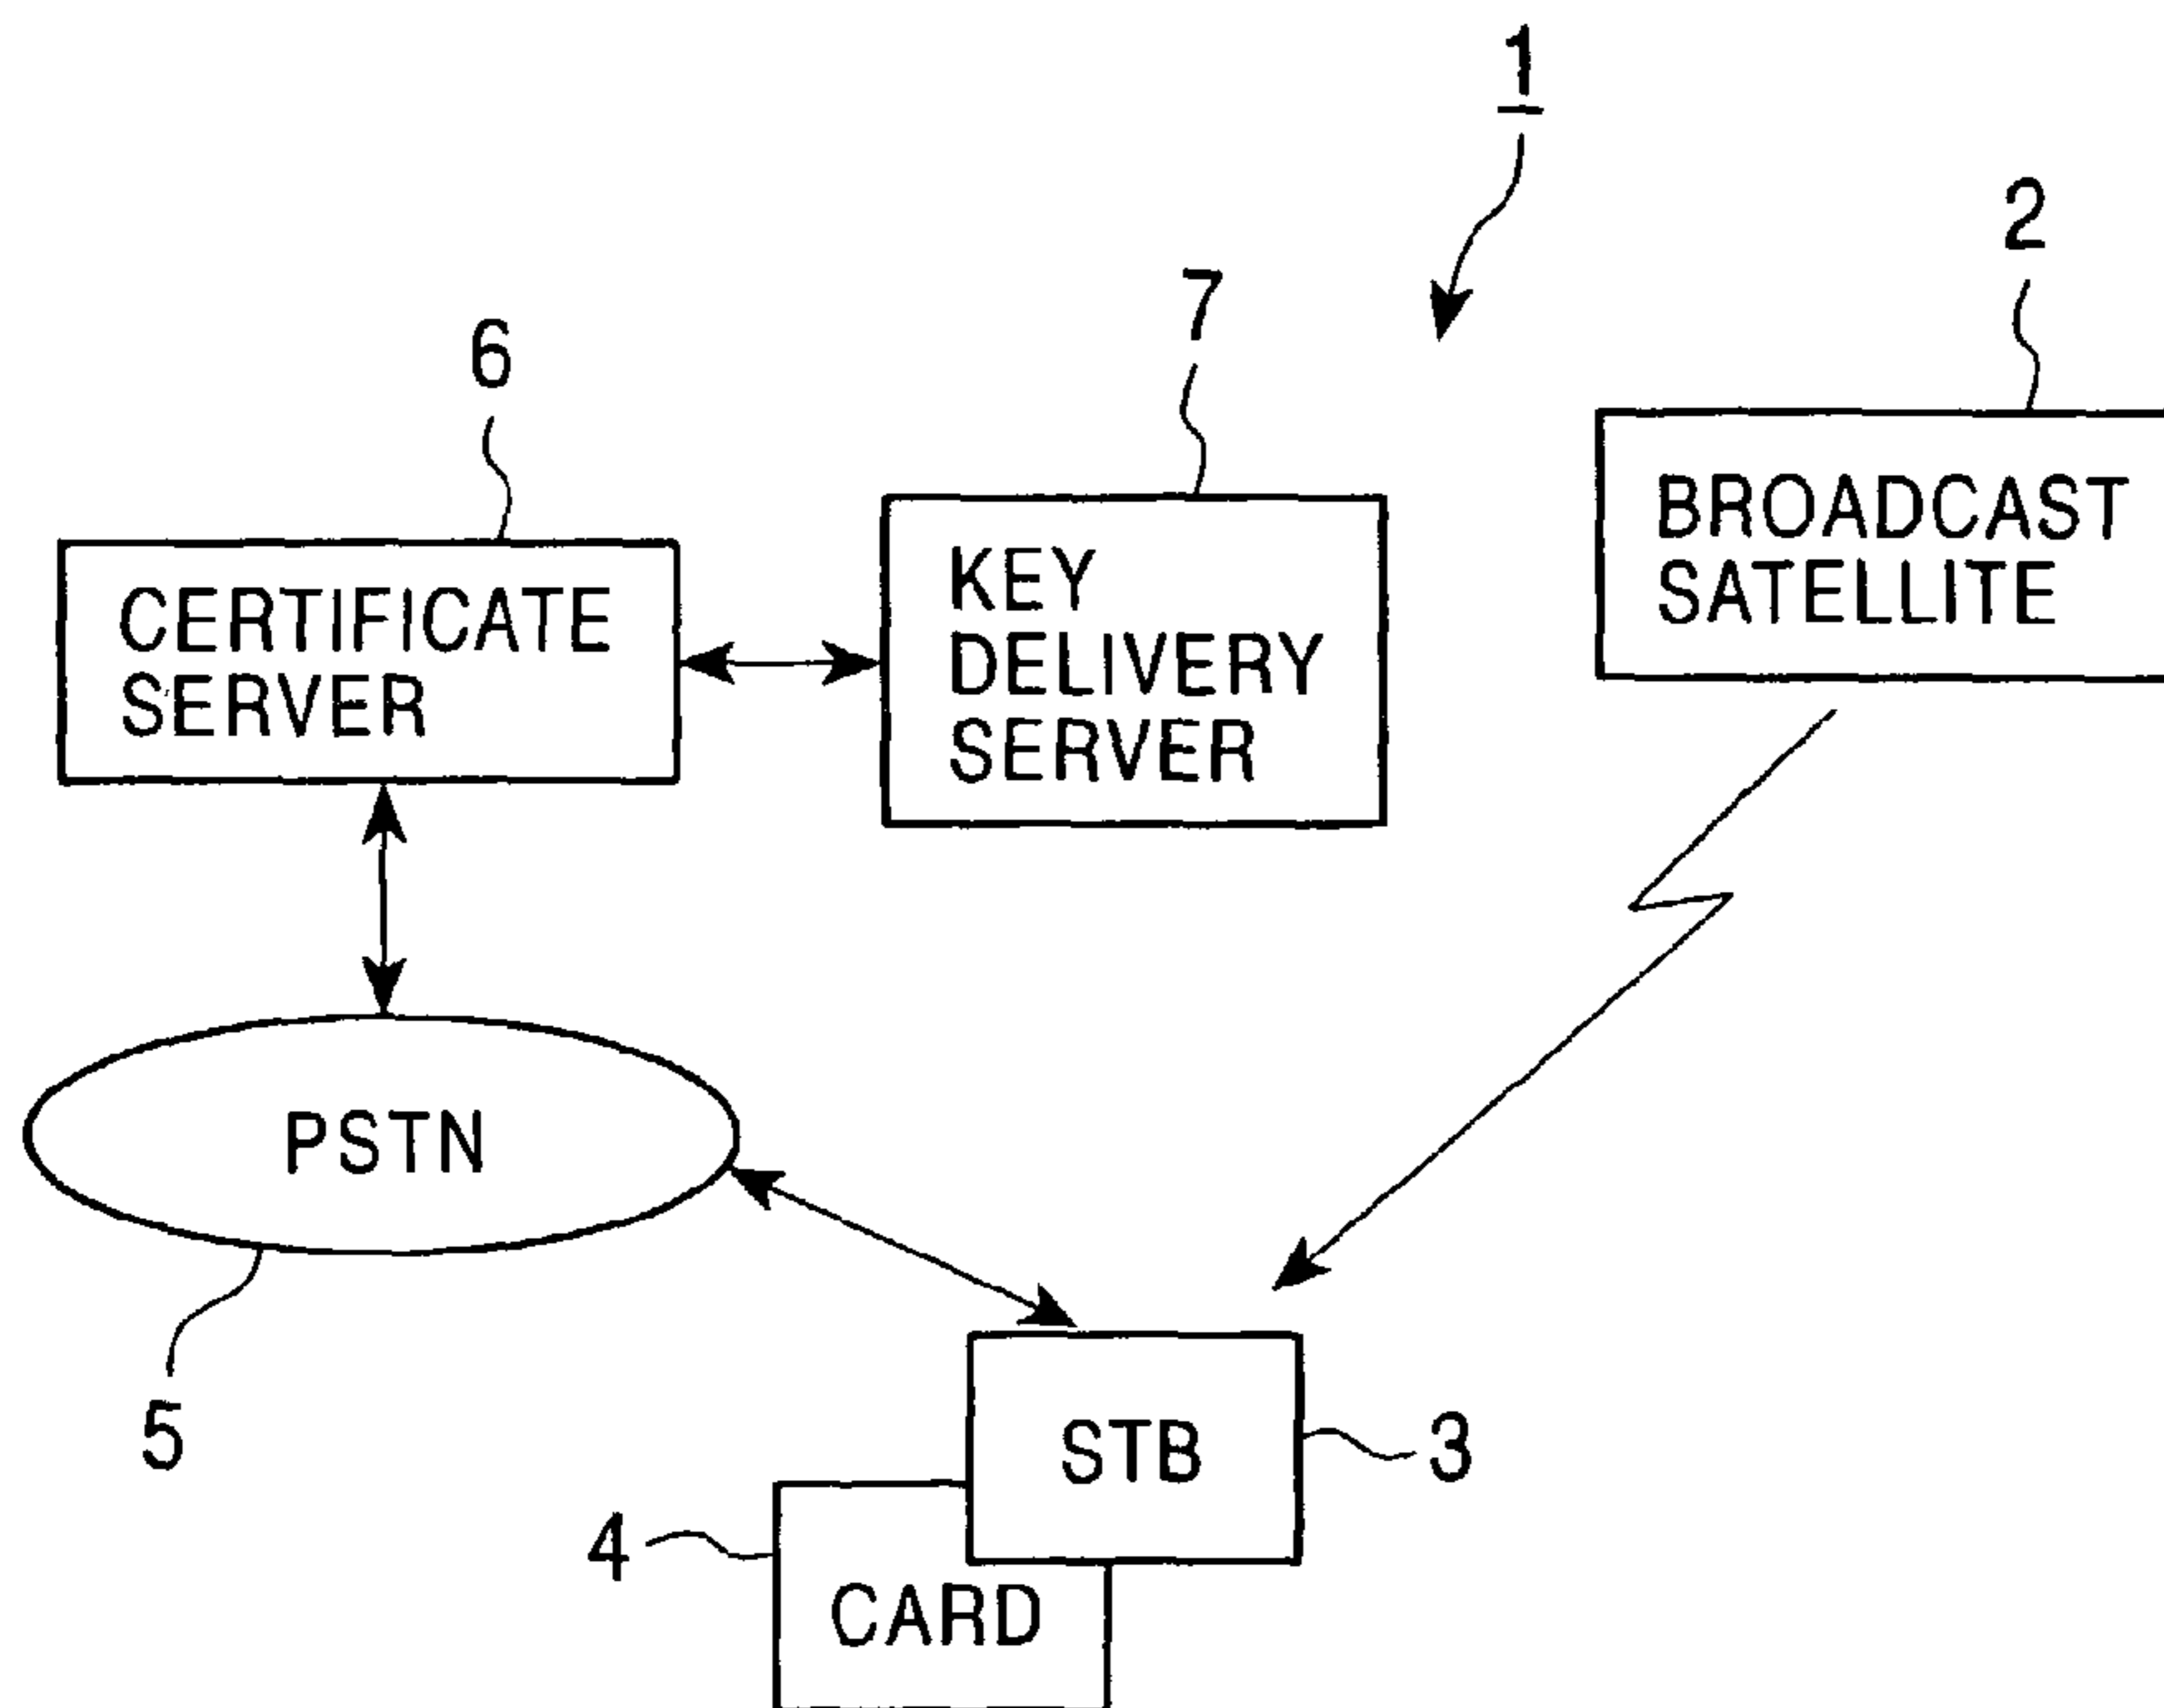 1
2
7
6
BROADCAST
SATELLITE
KEY
DELIVERY
SERVER
CERTIFICATE
SERVER
PSTN
5
STB
3
4
CARD